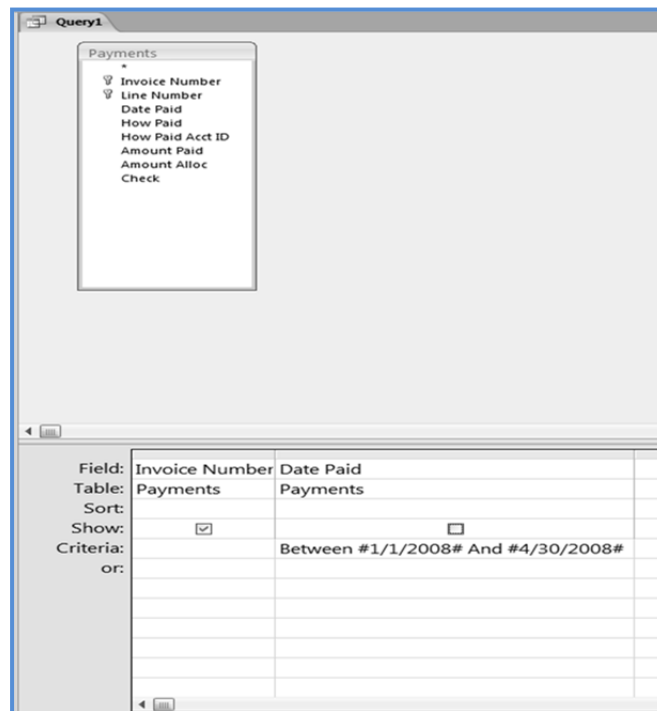 Query1
Payments
*
Invoice Number
Line Number
Date Paid
How Paid
How Paid Acct ID
Amount Paid
Amount Alloc
Check
Field: Invoice Number Date Paid
Table: Payments Payments
Sort:
Show:
Criteria: Between #1/1/2008# And #4/30/2008#
or: